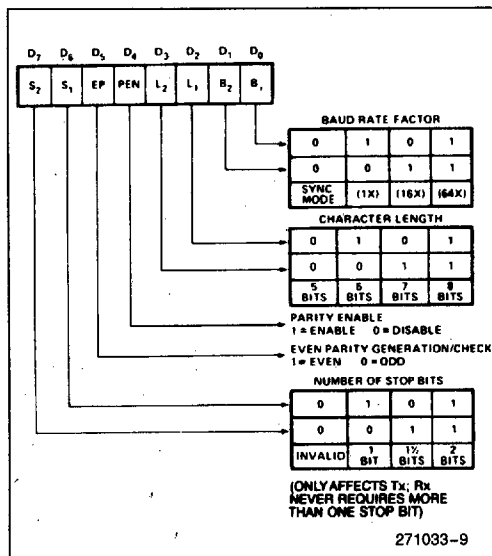 D7 D6 D5 D4 D3 D2 D1 D0
S2 S1 EP PEN L2 L1 B2 B1
BAUD RATE FACTOR
0 1 0 1
0 0 1 1
SYNC MODE (1X) (16X) (64X)
CHARACTER LENGTH
0 1 0 1
0 0 1 1
5 BITS 6 BITS 7 BITS 8 BITS
PARITY ENABLE
1 = ENABLE 0 = DISABLE
EVEN PARITY GENERATION/CHECK
1 = EVEN 0 = ODD
NUMBER OF STOP BITS
0 1 0 1
0 0 1 1
INVALID 1 BIT 1½ BITS 2 BITS
(ONLY AFFECTS Tx; Rx
NEVER REQUIRES MORE
THAN ONE STOP BIT)
271033-9